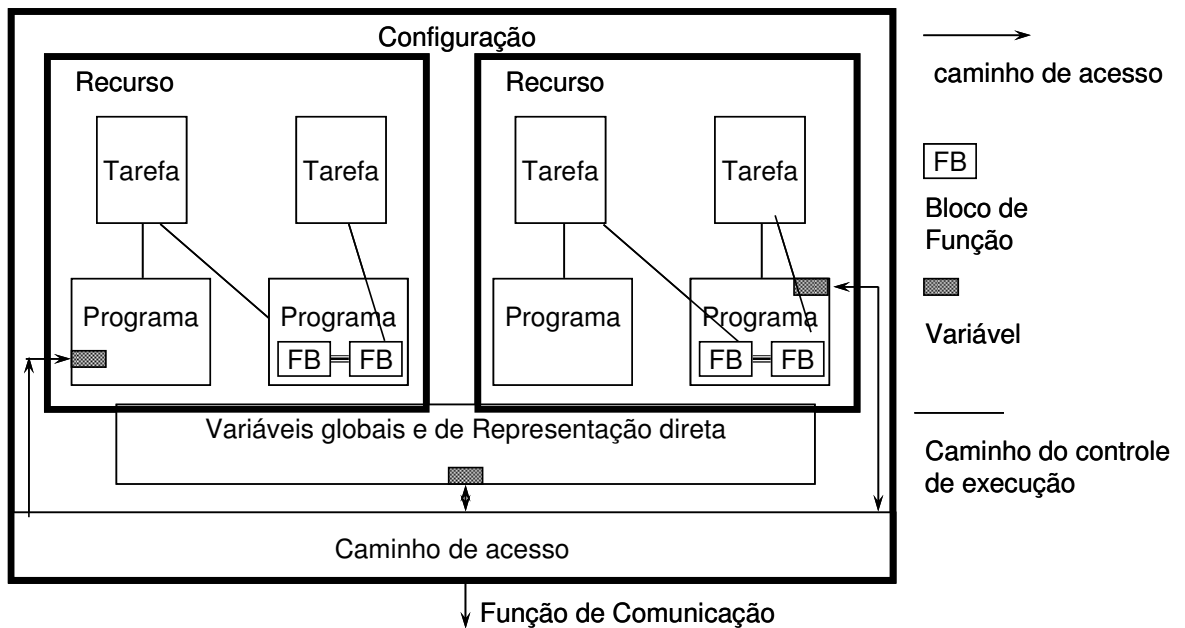 Configuração
Recurso
Recurso
Tarefa
Tarefa
Tarefa
Tarefa
Programa
Programa
FB
FB
Programa
Programa
FB
FB
Variáveis globais e de Representação direta
Caminho de acesso
Função de Comunicação
caminho de acesso
FB
Bloco de
Função
Variável
Caminho do controle
de execução